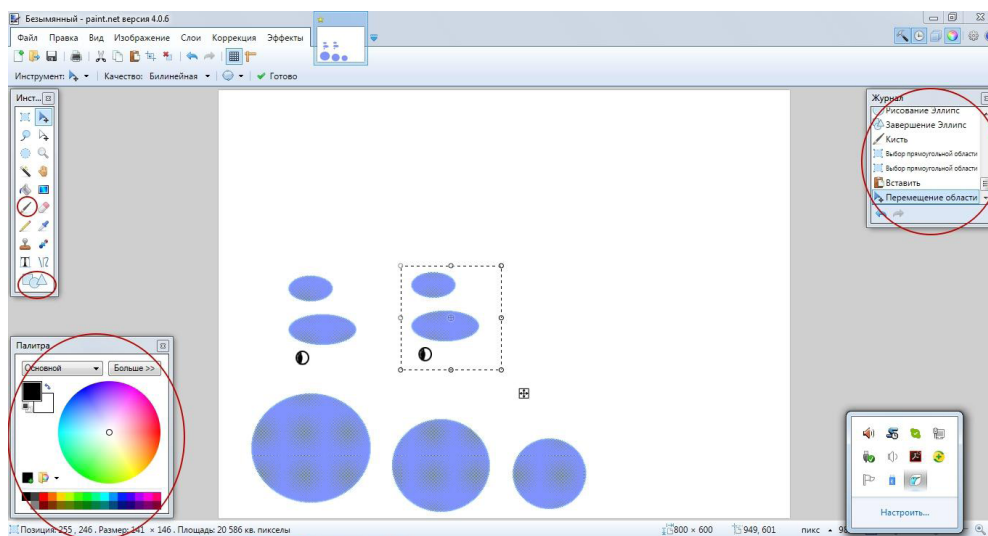 Безымянный - paint.net версия 4.0.6
Файл Правка Вид Изображение Слои Коррекция Эффекты
Инструмент: Качество: Билинейная Готово
Инст...
Журнал
Рисование Эллипс
Завершение Эллипс
Кисть
Выбор прямоугольной области
Выбор прямоугольной области
Вставить
Перемещение области
Палитра
Основной Больше >>
Настроить...
Позиция: 255 , 246 . Размер: 141 × 146 . Площадь: 20 586 кв. пикселы 800 × 600 949, 601 пикс